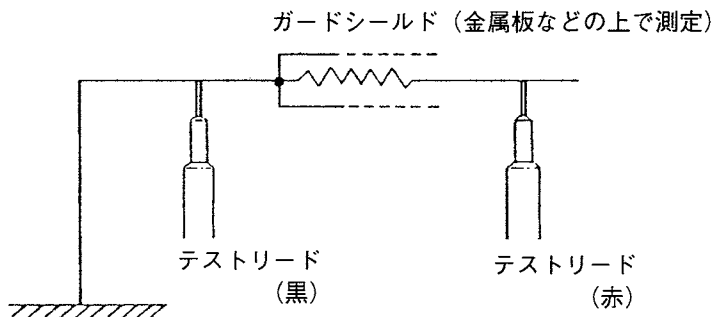 ガードシールド（金属板などの上で測定）
テストリード
（黒）
テストリード
（赤）